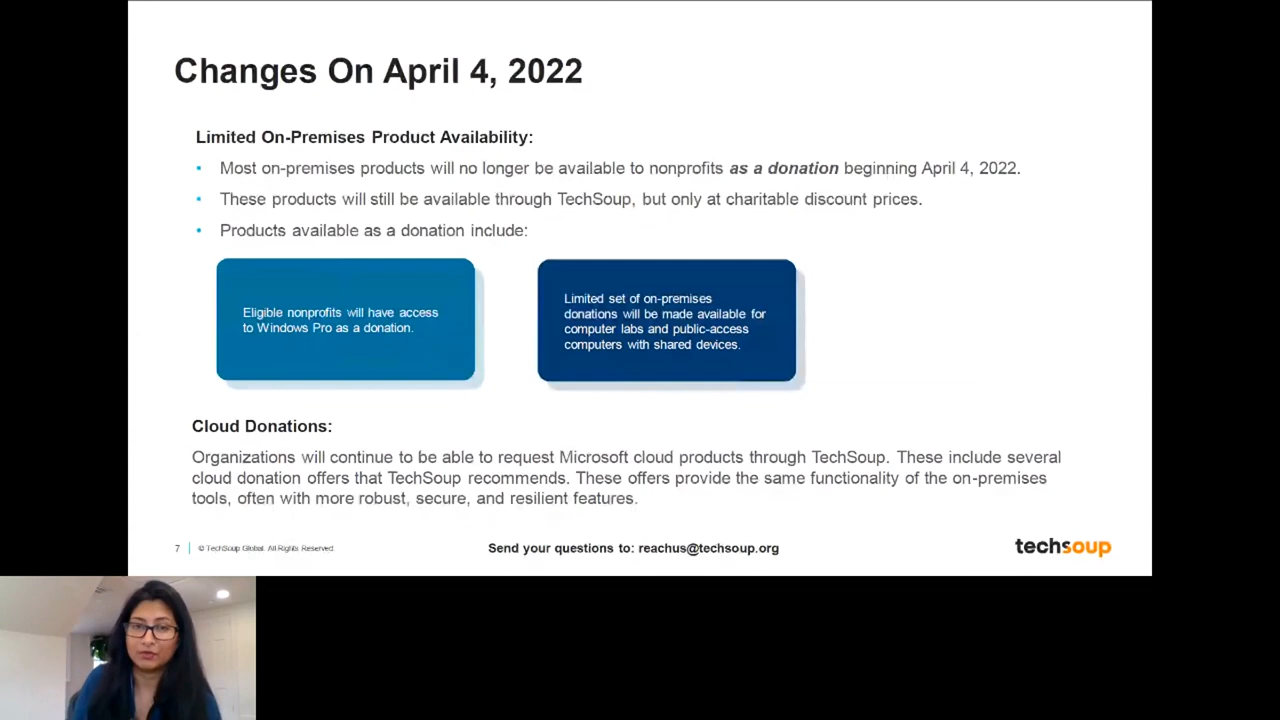 Changes On April 4, 2022
Limited On-Premises Product Availability:
• Most on-premises products will no longer be available to nonprofits as a donation beginning April 4, 2022.
• These products will still be available through TechSoup, but only at charitable discount prices.
• Products available as a donation include:
Eligible nonprofits will have access
to Windows Pro as a donation.
Limited set of on-premises
donations will be made available for
computer labs and public-access
computers with shared devices.
Cloud Donations:
Organizations will continue to be able to request Microsoft cloud products through TechSoup. These include several
cloud donation offers that TechSoup recommends. These offers provide the same functionality of the on-premises
tools, often with more robust, secure, and resilient features.
7 | © TechSoup Global. All Rights Reserved.
Send your questions to: reachus@techsoup.org
techsoup